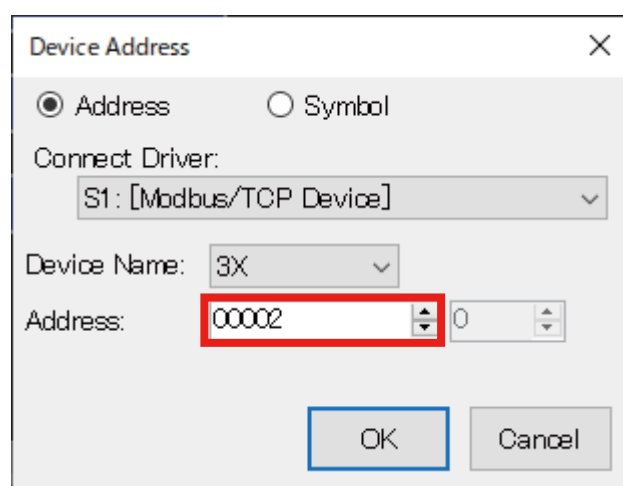 Device Address
Address Symbol
Connect Driver:
S1: [Modbus/TCP Device]
Device Name: 3X
Address: 00002 0
OK Cancel